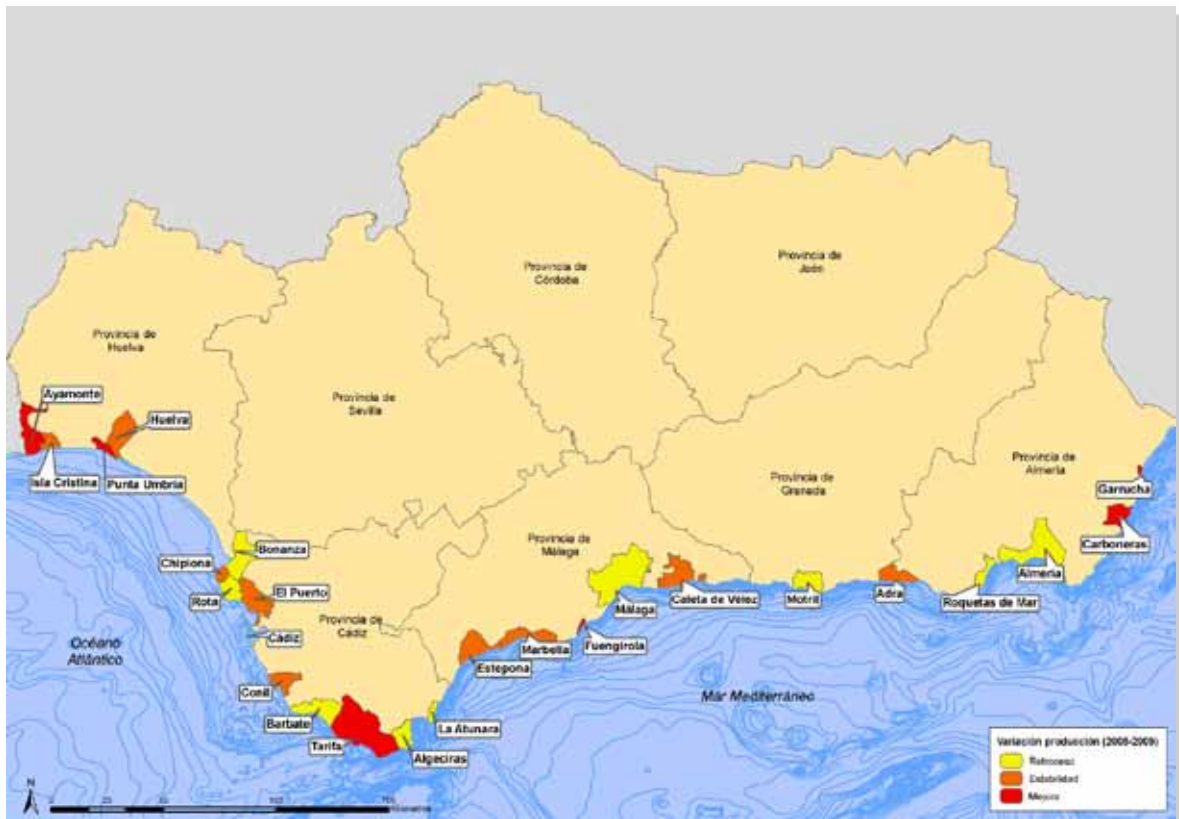 Provincia de
Córdoba
Provincia de
Jaén
Provincia de
Huelva
Provincia de
Sevilla
Ayamonte
Huelva
Isla Cristina
Punta Umbría
Provincia de
Almería
Provincia de
Granada
Garrucha
Carboneras
Provincia de
Málaga
Bonanza
Chipiona
Rota
El Puerto
Almería
Málaga
Caleta de Vélez
Motril
Adra
Roquetas de Mar
Provincia de
Cádiz
Cádiz
Océano
Atlántico
Marbella
Fuengirola
Estepona
Conil
Mar Mediterráneo
Barbate
Tarifa
La Atunara
Algeciras
Variación producción (2008-2009)
Retroceso
Estabilidad
Mejora
N